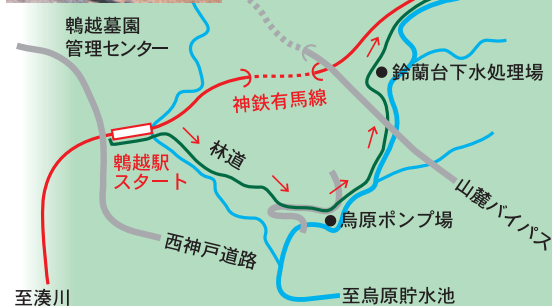 鵯越墓園
管理センター
鈴蘭台下水処理場
神鉄有馬線
鵯越駅
スタート
林道
山麓バイパス
烏原ポンプ場
西神戸道路
至湊川
至烏原貯水池